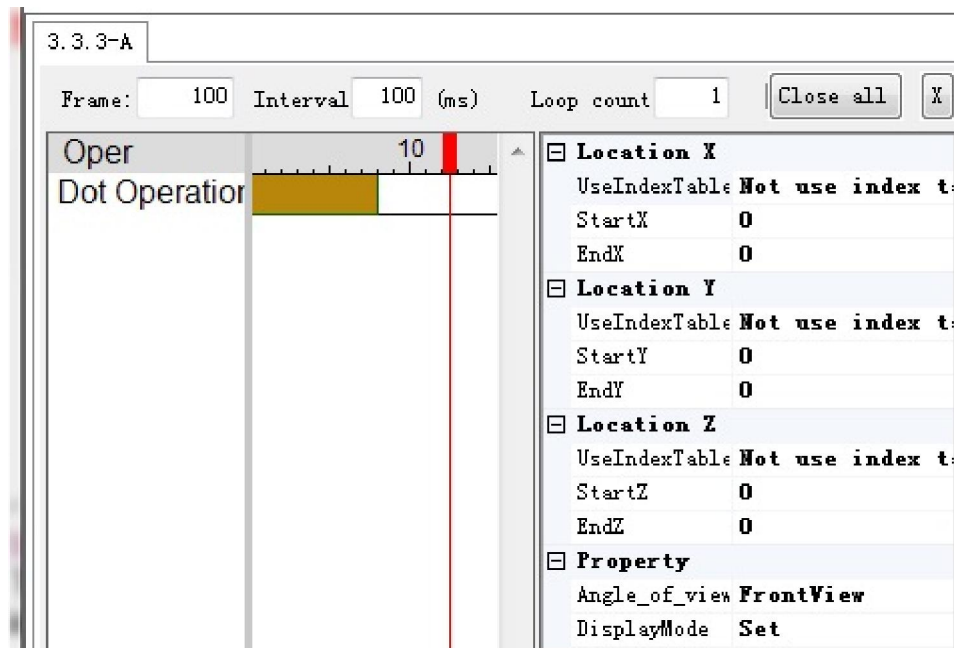 3.3.3-A
Frame: 100 Interval 100 (ms) Loop count 1 Close all X
Oper 10
Dot Operation
Location X
UseIndexTable Not use index t
StartX 0
EndX 0
Location Y
UseIndexTable Not use index t
StartY 0
EndY 0
Location Z
UseIndexTable Not use index t
StartZ 0
EndZ 0
Property
Angle_of_view FrontView
DisplayMode Set